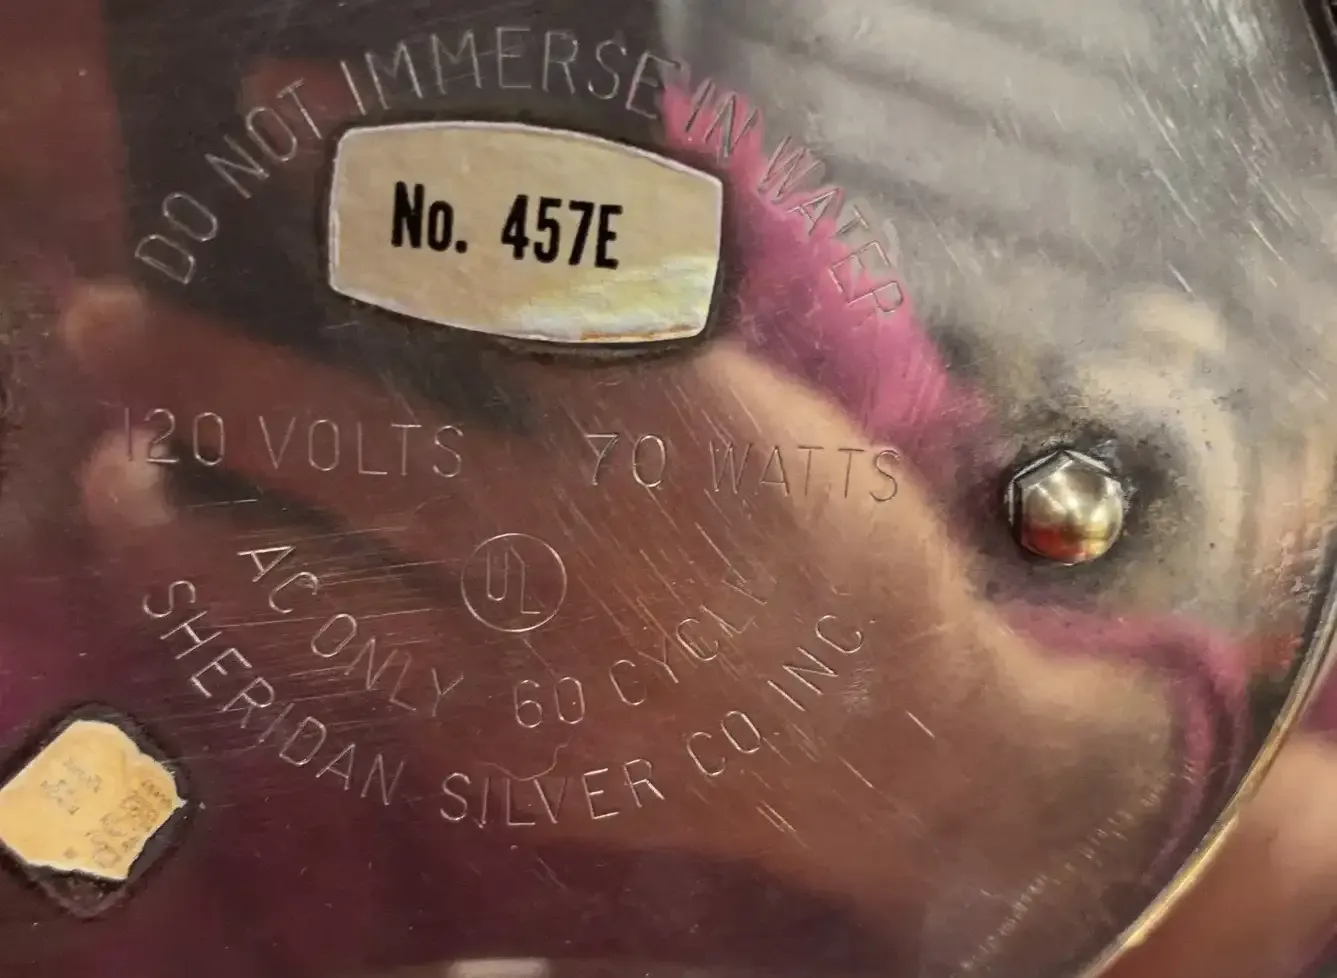 DO NOT IMMERSE IN WATER
No. 457E
120 VOLTS 70 WATTS
UL
AC ONLY 60 CYCLE
SHERIDAN SILVER CO. INC.